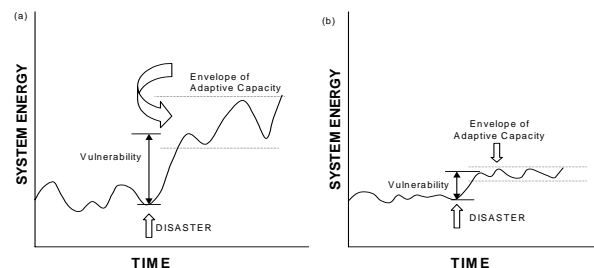 (a)
SYSTEM ENERGY
Envelope of
Adaptive Capacity
Vulnerability
DISASTER
TIME
(b)
SYSTEM ENERGY
Envelope of
Adaptive Capacity
Vulnerability
DISASTER
TIME